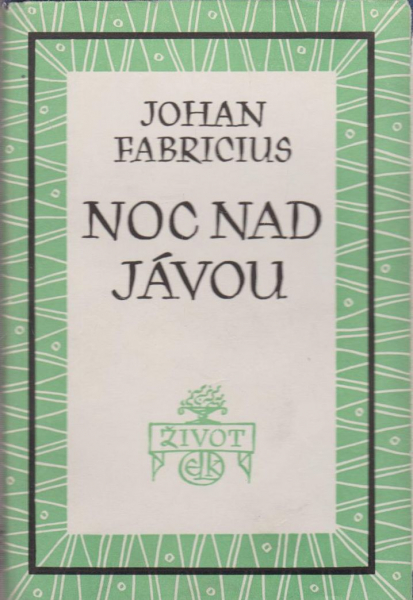 JOHAN
FABRICIUS
NOC NAD
JÁVOU
ŽIVOT
ELK